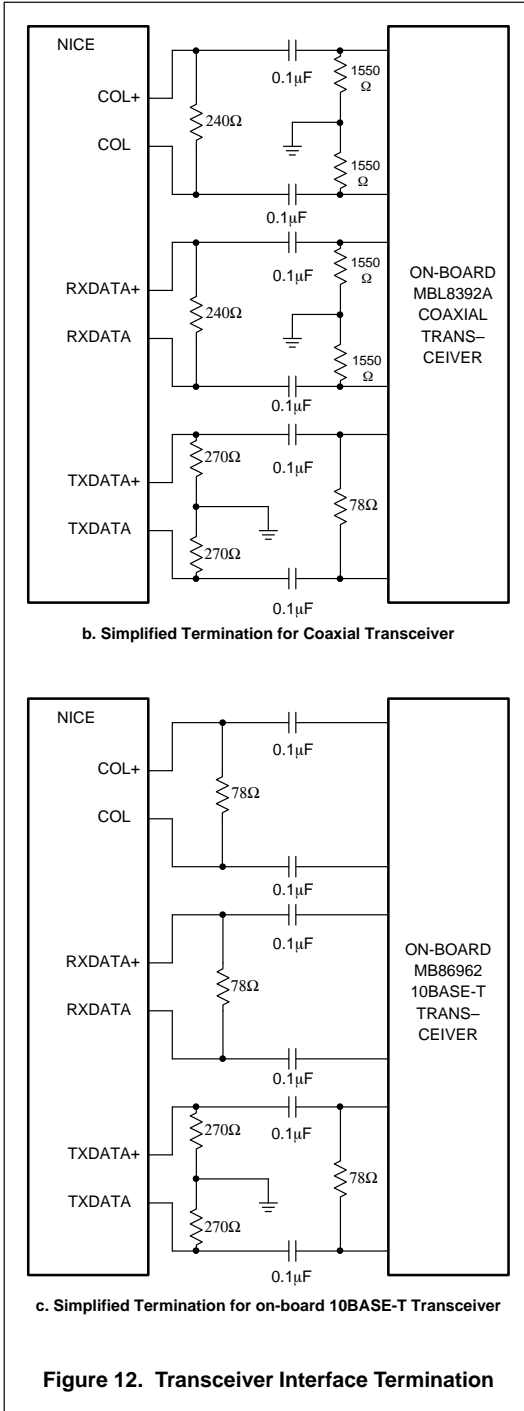 NICE
COL+
COL
240Ω
0.1μF
0.1μF
1550
Ω
1550
Ω
RXDATA+
RXDATA
240Ω
0.1μF
0.1μF
1550
Ω
1550
Ω
TXDATA+
TXDATA
270Ω
270Ω
0.1μF
0.1μF
78Ω
ON-BOARD
MBL8392A
COAXIAL
TRANS–
CEIVER
b. Simplified Termination for Coaxial Transceiver
NICE
COL+
COL
78Ω
0.1μF
0.1μF
RXDATA+
RXDATA
78Ω
0.1μF
0.1μF
TXDATA+
TXDATA
270Ω
270Ω
0.1μF
0.1μF
78Ω
ON-BOARD
MB86962
10BASE-T
TRANS–
CEIVER
c. Simplified Termination for on-board 10BASE-T Transceiver
Figure 12. Transceiver Interface Termination